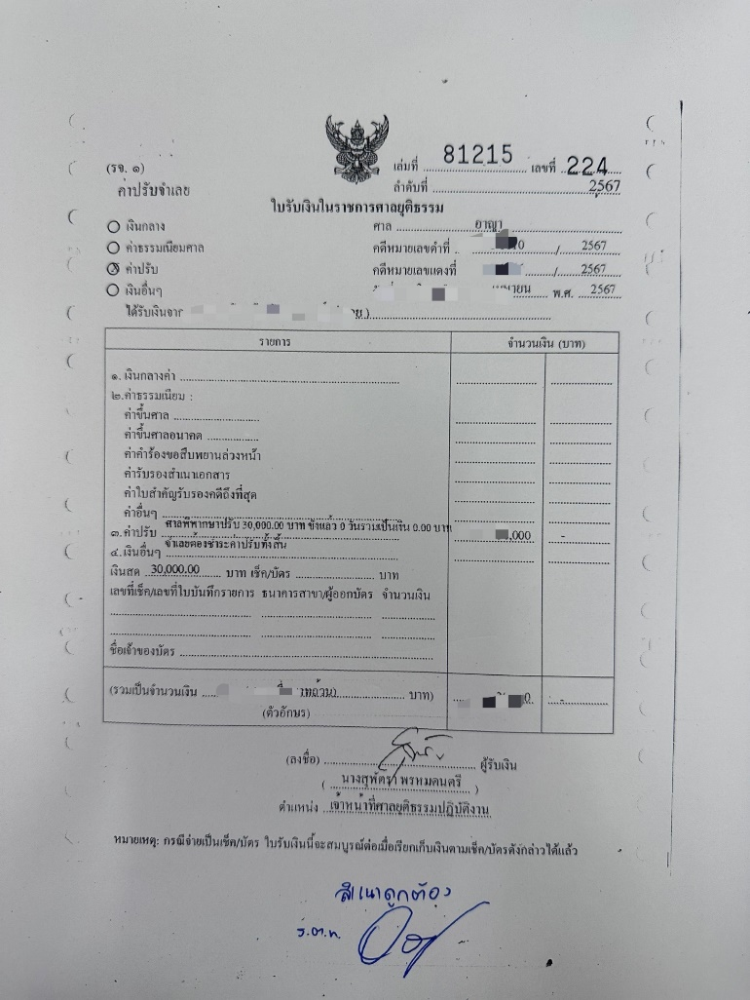 (รจ. ๑)
ค่าปรับจำเลย
เล่มที่ 81215 เลขที่ 224
ลำดับที่ 2567
ใบรับเงินในราชการศาลยุติธรรม
เงินกลาง
ศาล อาญา
ค่าธรรมเนียมศาล
คดีหมายเลขดำที่ 0 / 2567
ค่าปรับ
คดีหมายเลขแดงที่ / 2567
เงินอื่นๆ
พ.ศ. 2567
ได้รับเงินจาก
รายการ จำนวนเงิน (บาท)
๑. เงินกลางค่า
๒.ค่าธรรมเนียม :
ค่าขึ้นศาล
ค่าขึ้นศาลอนาคต
ค่าคำร้องขอสืบพยานล่วงหน้า
ค่ารับรองสำเนาเอกสาร
ค่าใบสำคัญรับรองคดีถึงที่สุด
ค่าอื่นๆ
ศาลพิพากษาปรับ 30,000.00 บาท ขังแล้ว 0 วันรวมเป็นเงิน 0.00 บาท
๓. ค่าปรับ ,000 -
จำเลยต้องชำระค่าปรับทั้งสิ้น
๔. เงินอื่นๆ
เงินสด 30,000.00 บาท เช็ค/บัตร บาท
เลขที่เช็ค/เลขที่ใบบันทึกรายการ ธนาคารสาขา/ผู้ออกบัตร จำนวนเงิน
ชื่อเจ้าของบัตร
(รวมเป็นจำนวนเงิน บาทถ้วน) บาท) 0 -
(ตัวอักษร)
(ลงชื่อ) ผู้รับเงิน
( นางสุพัตรา พรหมดนตรี )
ตำแหน่ง เจ้าหน้าที่ศาลยุติธรรมปฏิบัติงาน
หมายเหตุ: กรณีจ่ายเป็นเช็ค/บัตร ใบรับเงินนี้จะสมบูรณ์ต่อเมื่อเรียกเก็บเงินตามเช็ค/บัตรดังกล่าวได้แล้ว
สำเนาถูกต้อง
ร.ต.ท.